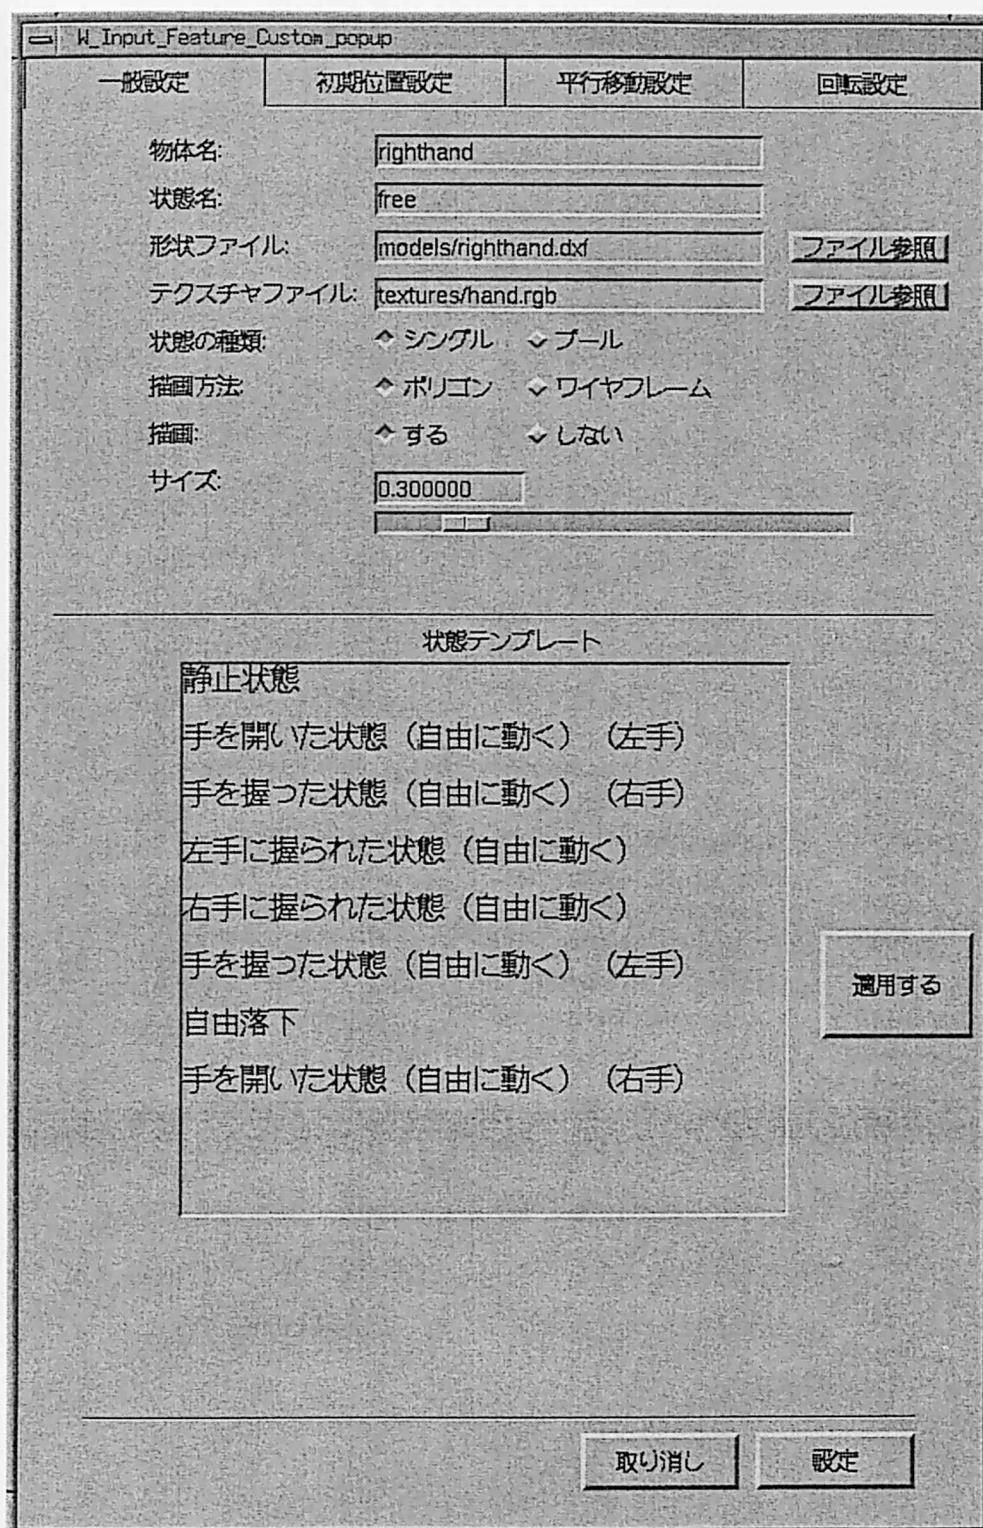 W_Input_Feature_Custom_popup
一般設定 初期位置設定 平行移動設定 回転設定
物体名: righthand
状態名: free
形状ファイル: models/righthand.dxf ファイル参照
テクスチャファイル: textures/hand.rgb ファイル参照
状態の種類: シングル プール
描画方法: ポリゴン ワイヤフレーム
描画: する しない
サイズ: 0.300000
状態テンプレート
静止状態
手を開いた状態（自由に動く）（左手）
手を握つた状態（自由に動く）（右手）
左手に握られた状態（自由に動く）
右手に握られた状態（自由に動く）
手を握つた状態（自由に動く）（左手）
適用する
自由落下
手を開いた状態（自由に動く）（右手）
取り消し 設定